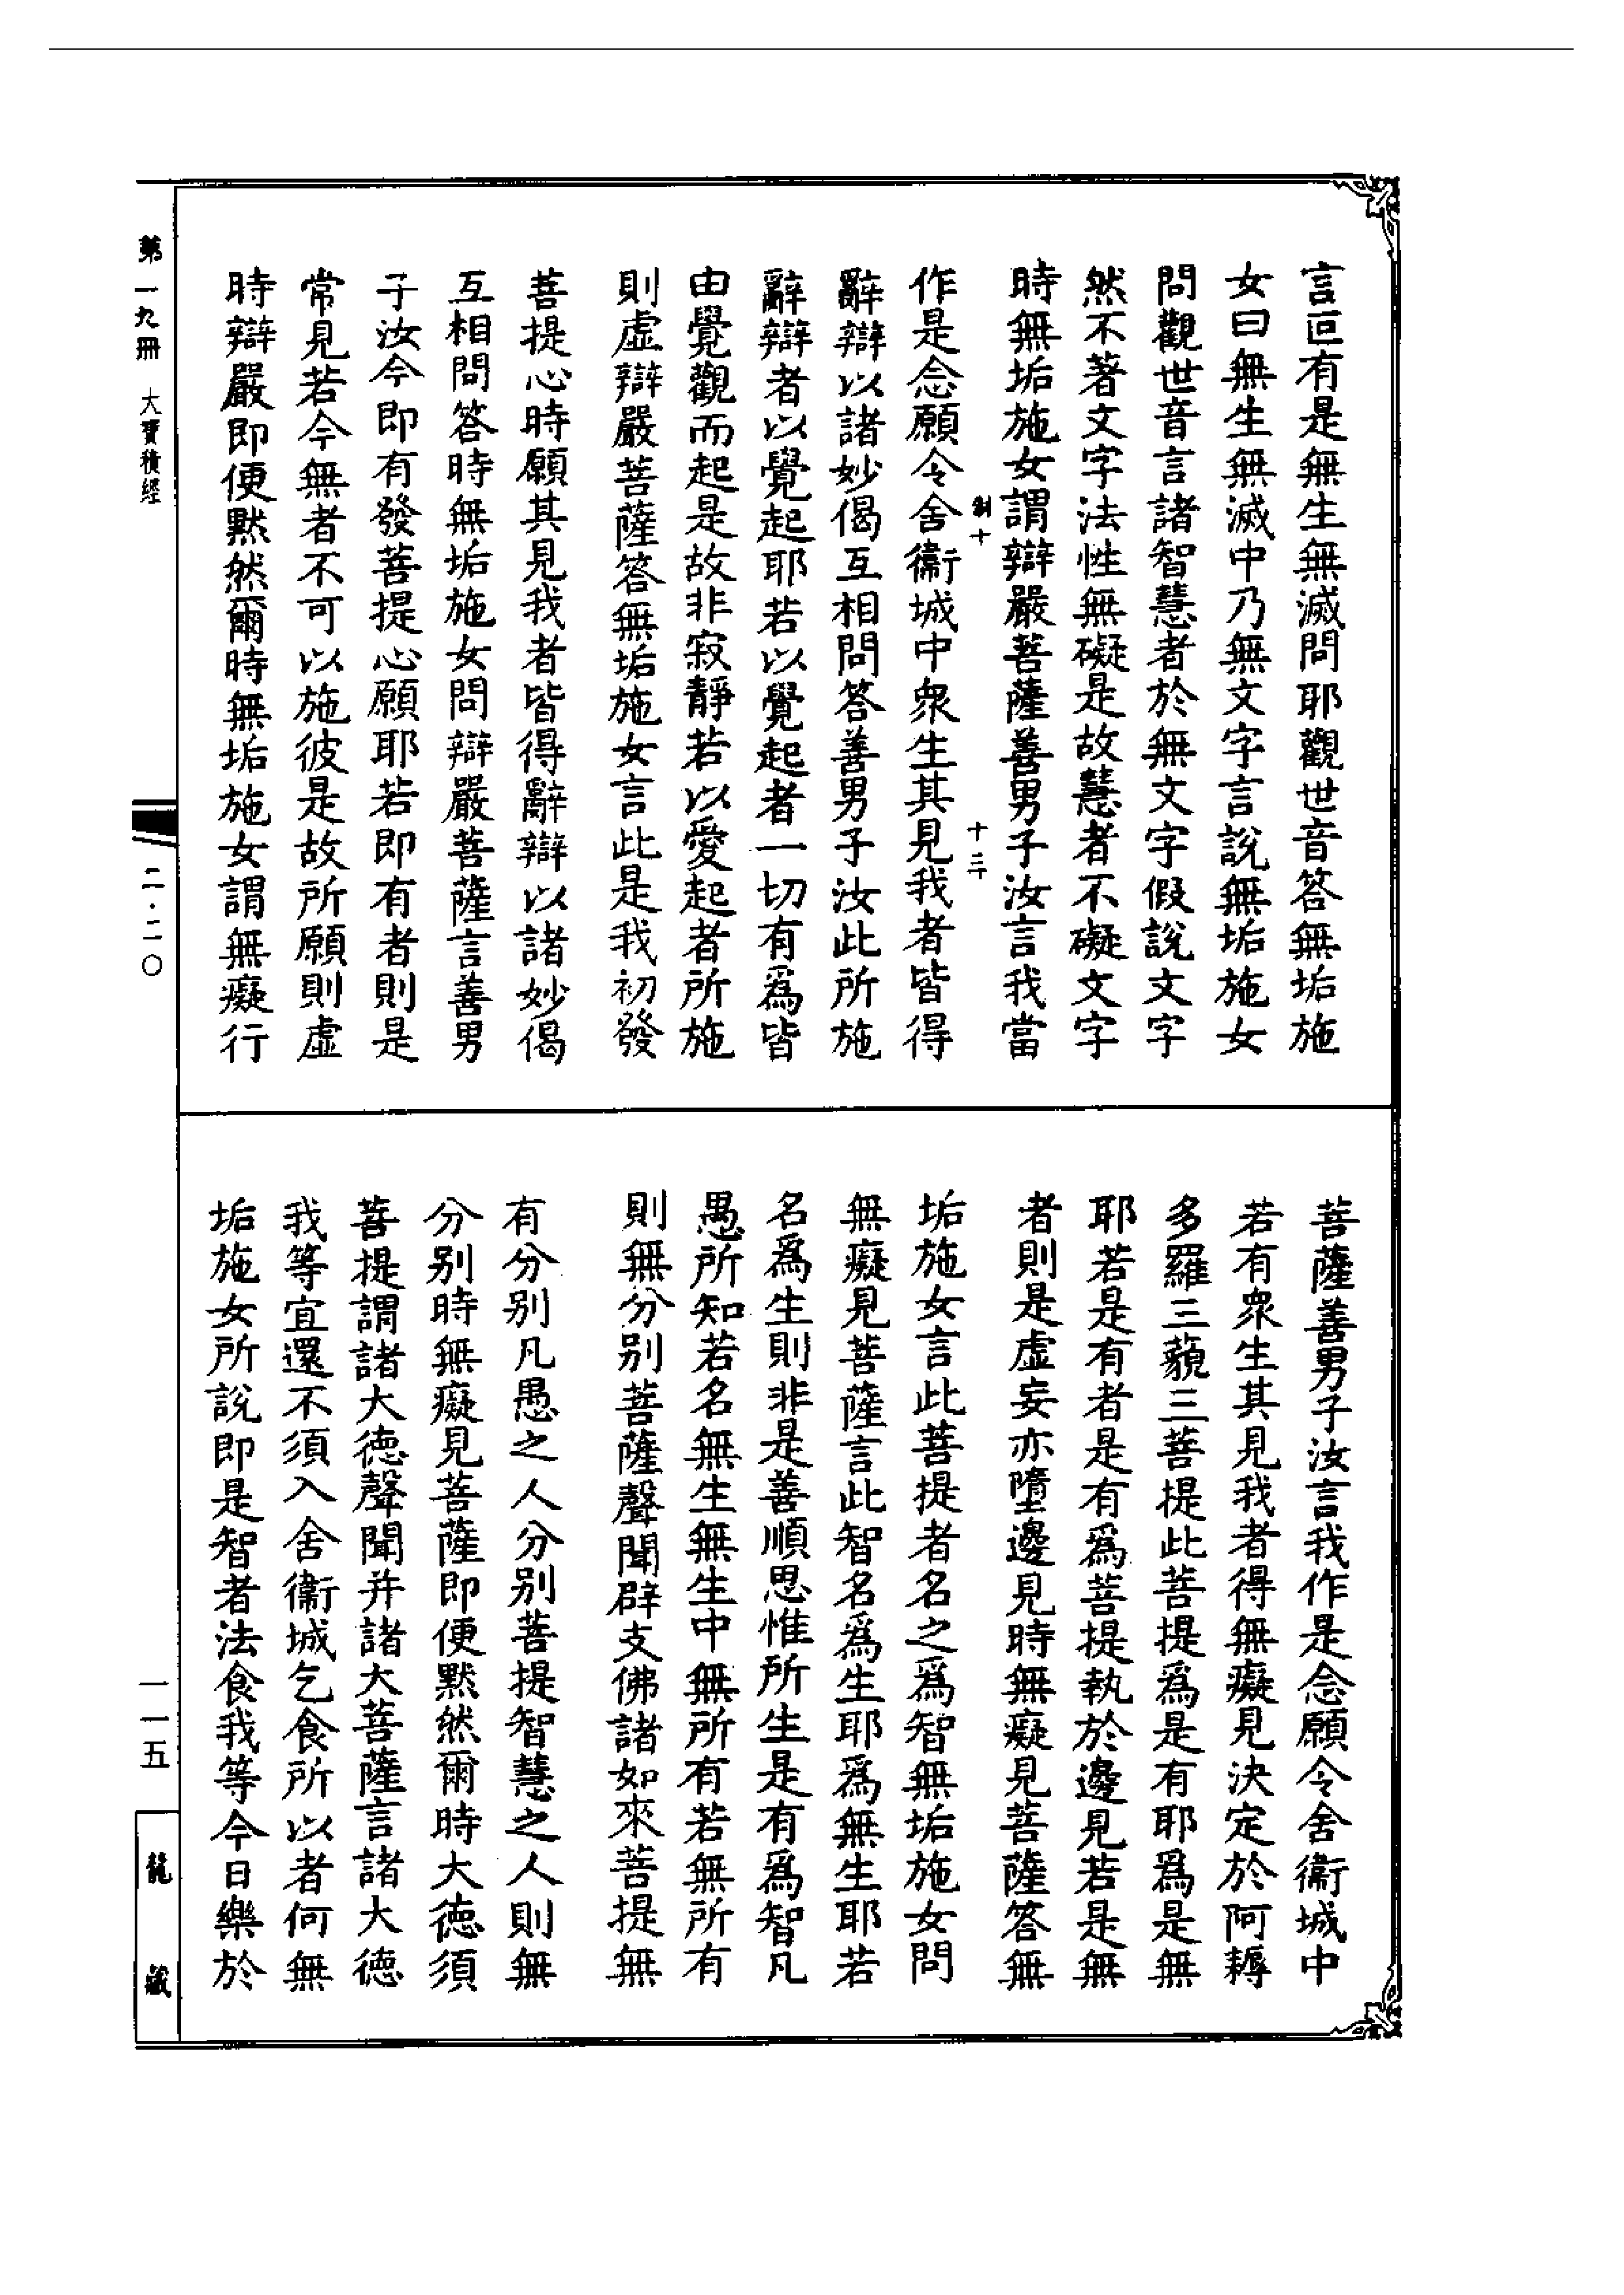 言叵有是無生無滅問耶觀世音答無垢施
女曰無生無滅中乃無文字言說無垢施女
問觀世音言諸智慧者於無文字假說文字
然不著文字法性無礙是故慧者不礙文字
時無垢施女謂辯嚴菩薩善男子汝言我當
制十 十二
作是念願令舍衞城中衆生其見我者皆得
辭辯以諸妙偈互相問答善男子汝此所施
辭辯者以覺起耶若以覺起者一切有爲皆
由覺觀而起是故非寂靜若以愛起者所施
則虛辯嚴菩薩答無垢施女言此是我初發
菩提心時願其見我者皆得辭辯以諸妙偈
互相問答時無垢施女問辯嚴菩薩言善男
子汝今即有發菩提心願耶若即有者則是
常見若今無者不可以施彼是故所願則虛
時辯嚴即便默然爾時無垢施女謂無癡行
菩薩善男子汝言我作是念願令舍衞城中
若有衆生其見我者得無癡見決定於阿耨
多羅三藐三菩提此菩提爲是有耶爲是無
耶若是有者是有爲菩提執於邊見若是無
者則是虛妄亦墮邊見時無癡見菩薩答無
垢施女言此菩提者名之爲智無垢施女問
無癡見菩薩言此智名爲生耶爲無生耶若
名爲生則非是善順思惟所生是有爲智凡
愚所知若名無生無生中無所有若無所有
則無分別菩薩聲聞辟支佛諸如來菩提無
有分別凡愚之人分別菩提智慧之人則無
分別時無癡見菩薩即便默然爾時大德須
菩提謂諸大德聲聞并諸大菩薩言諸大德
我等宜還不須入舍衞城乞食所以者何無
垢施女所說即是智者法食我等今日樂於
第一九冊 大寶積經
二·二〇
一一五
龍藏